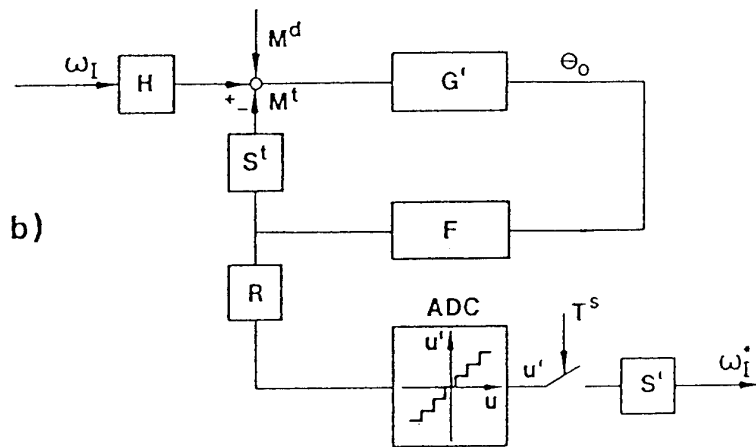 M^d
ω_I
H
G'
θ_o
+ -
M^t
S^t
b)
F
R
ADC
T^s
u'
u'
u
S'
ω_I^*